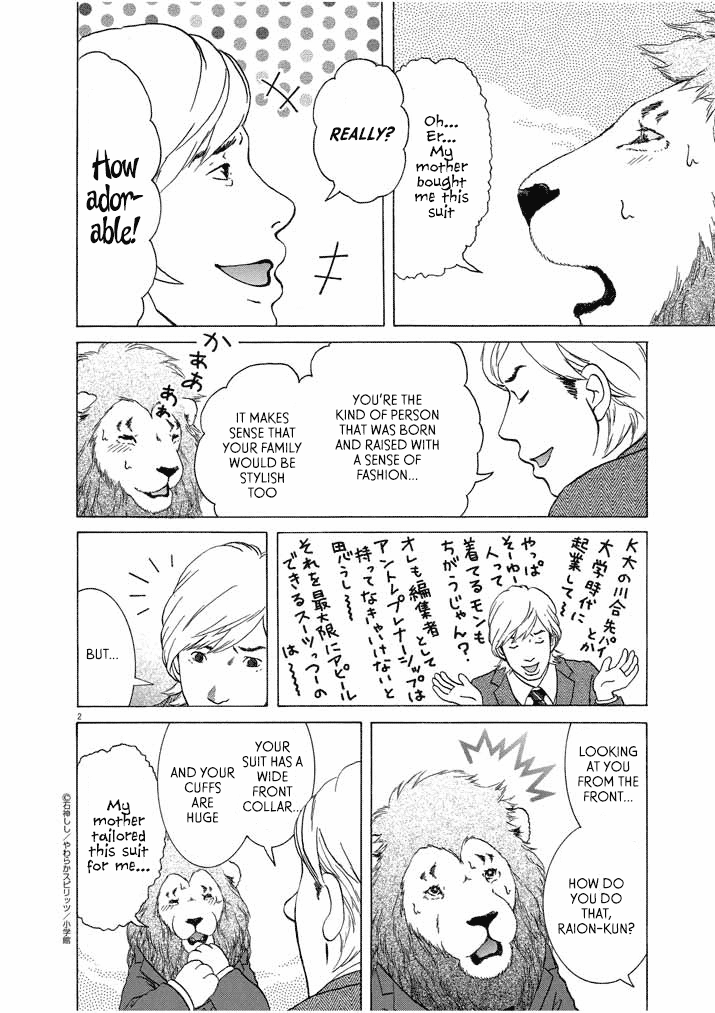 Oh...
Er...
My
mother
bought
me this
suit
REALLY?
How
ador-
able!
YOU'RE THE
KIND OF PERSON
THAT WAS BORN
AND RAISED WITH
A SENSE OF
FASHION...
IT MAKES
SENSE THAT
YOUR FAMILY
WOULD BE
STYLISH
TOO
かぁぁぁぁ
K大の川合先パイとか
大学時代に
起業して〜
やっぱ
そーゆー
人って
着てるモンも
ちがうじゃん?
オレも編集者として
アントレプレナーシップは
持ってなきゃいけないと
思うし〜〜
それを最大限にアピール
できるスーツっつーのは〜〜
BUT...
2
LOOKING
AT YOU
FROM THE
FRONT...
HOW DO
YOU DO
THAT,
RAION-KUN?
YOUR
SUIT HAS A
WIDE FRONT
COLLAR...
AND YOUR
CUFFS ARE
HUGE
My
mother
tailored
this suit
for me...
©石神しし/やわらかスピリッツ/小学館